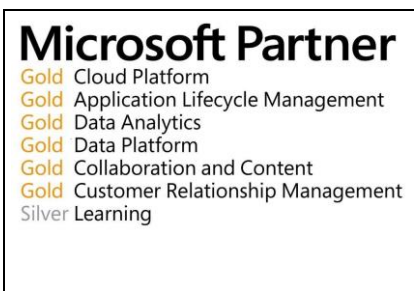 Microsoft Partner
Gold Cloud Platform
Gold Application Lifecycle Management
Gold Data Analytics
Gold Data Platform
Gold Collaboration and Content
Gold Customer Relationship Management
Silver Learning